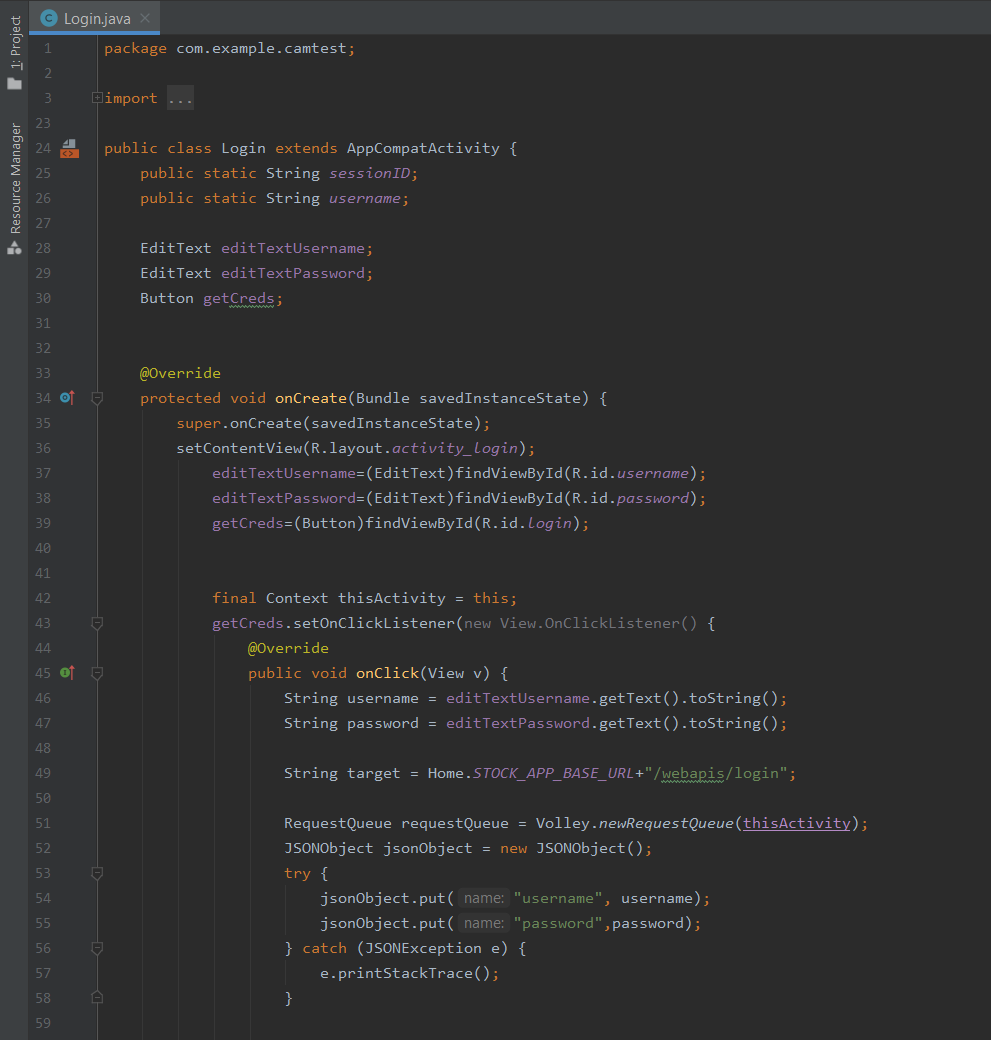 Login.java
1: Project
Resource Manager
1 package com.example.camtest;
2
3 import ...
23
24 public class Login extends AppCompatActivity {
25 public static String sessionID;
26 public static String username;
27
28 EditText editTextUsername;
29 EditText editTextPassword;
30 Button getCreds;
31
32
33 @Override
34 protected void onCreate(Bundle savedInstanceState) {
35 super.onCreate(savedInstanceState);
36 setContentView(R.layout.activity_login);
37 editTextUsername=(EditText)findViewById(R.id.username);
38 editTextPassword=(EditText)findViewById(R.id.password);
39 getCreds=(Button)findViewById(R.id.login);
40
41
42 final Context thisActivity = this;
43 getCreds.setOnClickListener(new View.OnClickListener() {
44 @Override
45 public void onClick(View v) {
46 String username = editTextUsername.getText().toString();
47 String password = editTextPassword.getText().toString();
48
49 String target = Home.STOCK_APP_BASE_URL+"/webapis/login";
50
51 RequestQueue requestQueue = Volley.newRequestQueue(thisActivity);
52 JSONObject jsonObject = new JSONObject();
53 try {
54 jsonObject.put( name: "username", username);
55 jsonObject.put( name: "password",password);
56 } catch (JSONException e) {
57 e.printStackTrace();
58 }
59